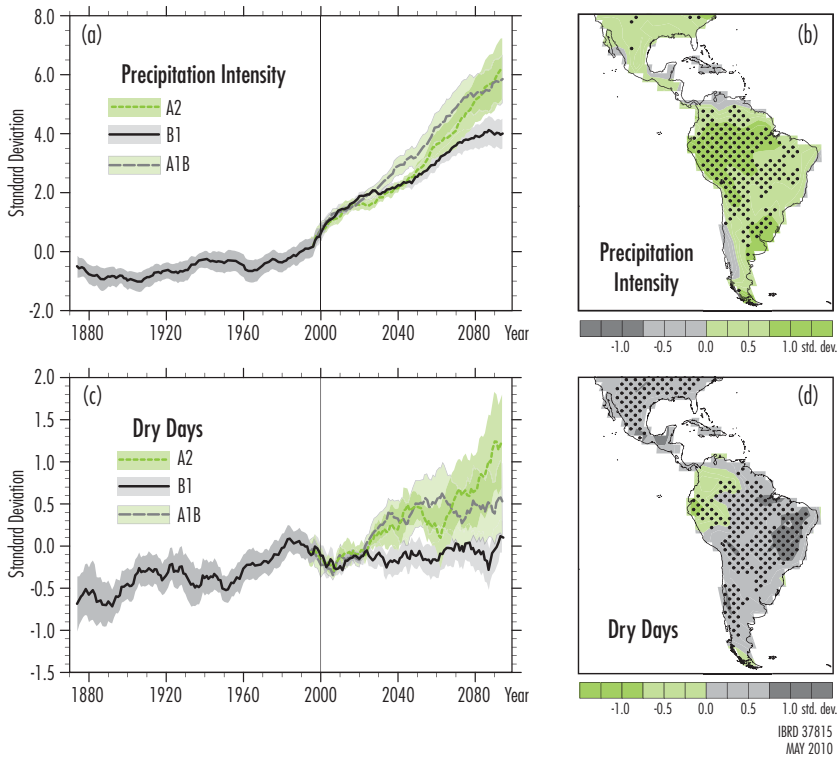 (a)
Precipitation Intensity
A2
B1
A1B
Standard Deviation
8.0
6.0
4.0
2.0
0.0
-2.0
1880 1920 1960 2000 2040 2080 Year
(b)
Precipitation
Intensity
-1.0 -0.5 0.0 0.5 1.0 std. dev.
(c)
Dry Days
A2
B1
A1B
Standard Deviation
2.0
1.5
1.0
0.5
0.0
-0.5
-1.0
-1.5
1880 1920 1960 2000 2040 2080 Year
(d)
Dry Days
-1.0 -0.5 0.0 0.5 1.0 std. dev.
IBRD 37815
MAY 2010